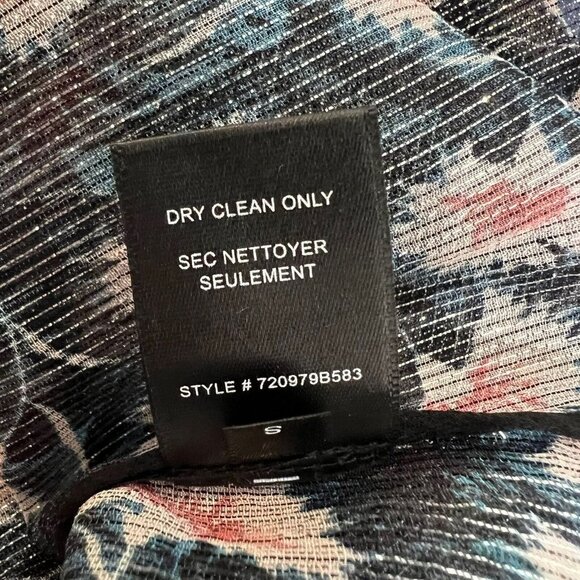 DRY CLEAN ONLY
SEC NETTOYER
SEULEMENT
STYLE # 720979B583
S